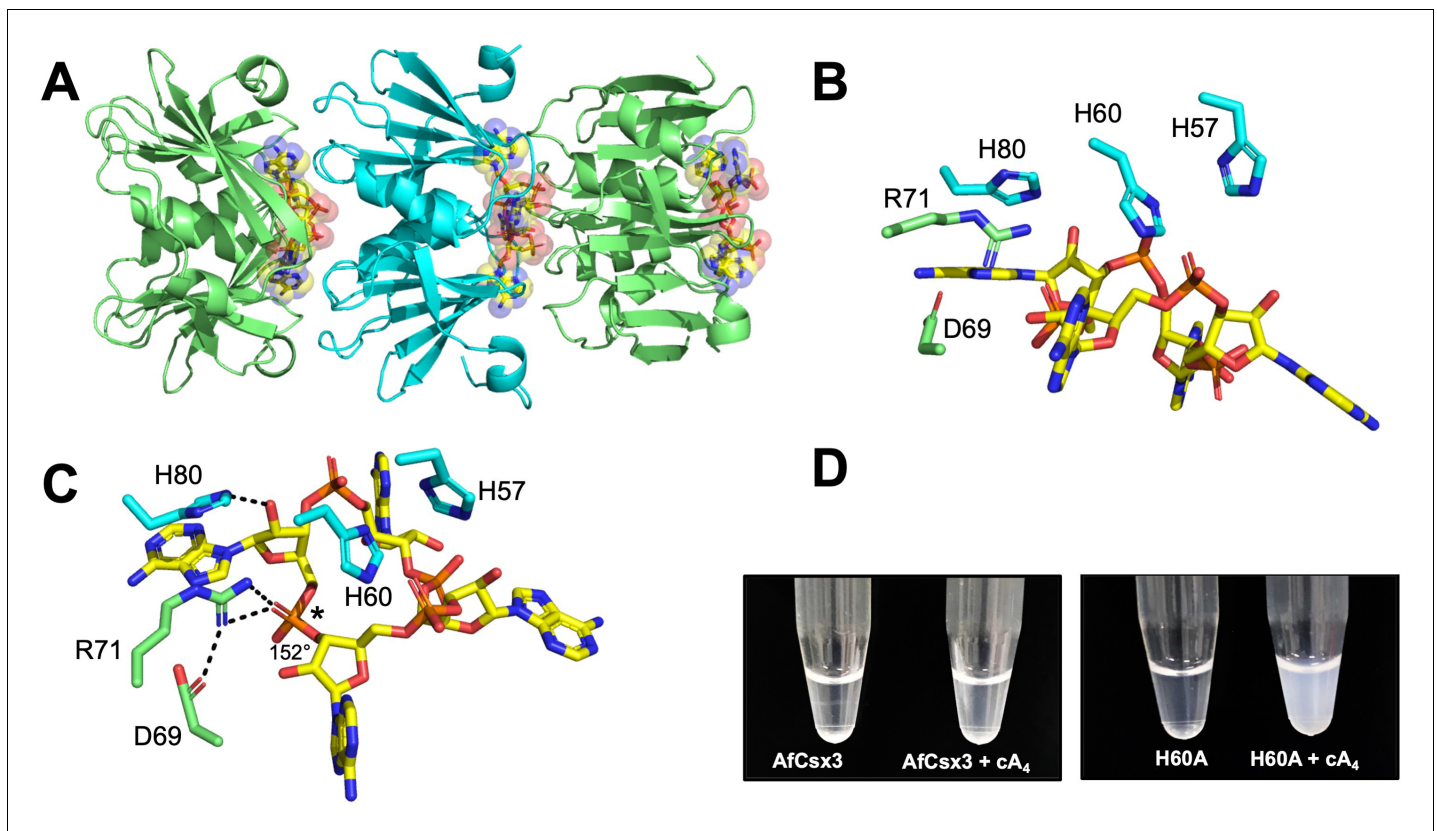 A
B
H60
H57
H80
R71
D69
C
H80
H57
H60
*
R71
152°
D69
D
AfCsx3
AfCsx3 + cA₄
H60A
H60A + cA₄